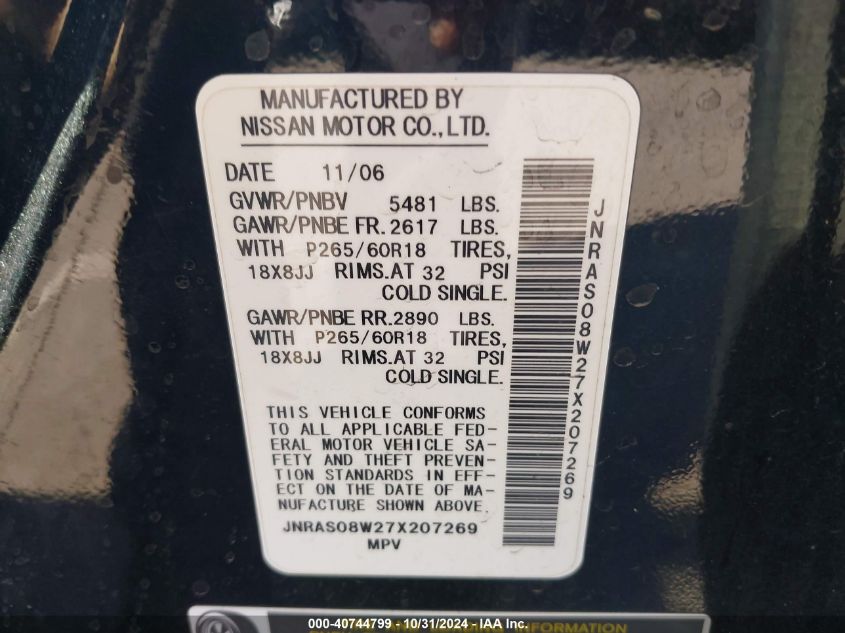 MANUFACTURED BY
NISSAN MOTOR CO.,LTD.
DATE 11/06
GVWR/PNBV 5481 LBS.
GAWR/PNBE FR.2617 LBS.
WITH P265/60R18 TIRES,
18X8JJ RIMS.AT 32 PSI
COLD SINGLE.
GAWR/PNBE RR.2890 LBS.
WITH P265/60R18 TIRES,
18X8JJ RIMS.AT 32 PSI
COLD SINGLE.
THIS VEHICLE CONFORMS
TO ALL APPLICABLE FED-
ERAL MOTOR VEHICLE SA-
FETY AND THEFT PREVEN-
TION STANDARDS IN EFF-
ECT ON THE DATE OF MA-
NUFACTURE SHOWN ABOVE.
JNRAS08W27X207269
MPV
JNRAS08W27X207269
INFORMATION
000-40744799 - 10/31/2024 - IAA Inc.